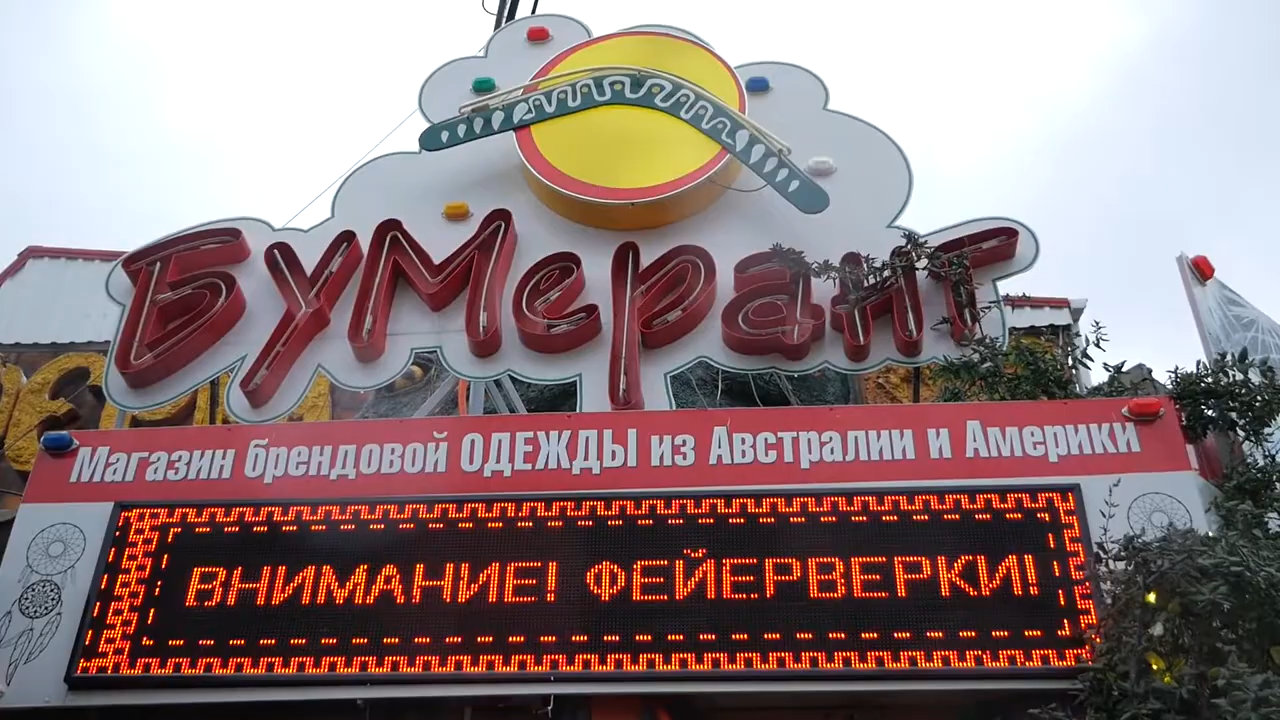 Бумеранг
Магазин брендовой ОДЕЖДЫ из Австралии и Америки
ВНИМАНИЕ! ФЕЙЕРВЕРКИ!